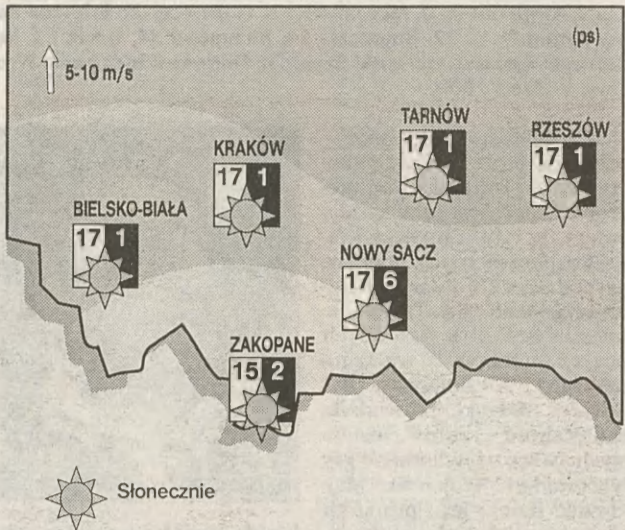 (ps)
5-10 m/s
TARNÓW
17 1
RZESZÓW
17 1
KRAKÓW
17 1
BIELSKO-BIAŁA
17 1
NOWY SĄCZ
17 6
ZAKOPANE
15 2
Słonecznie